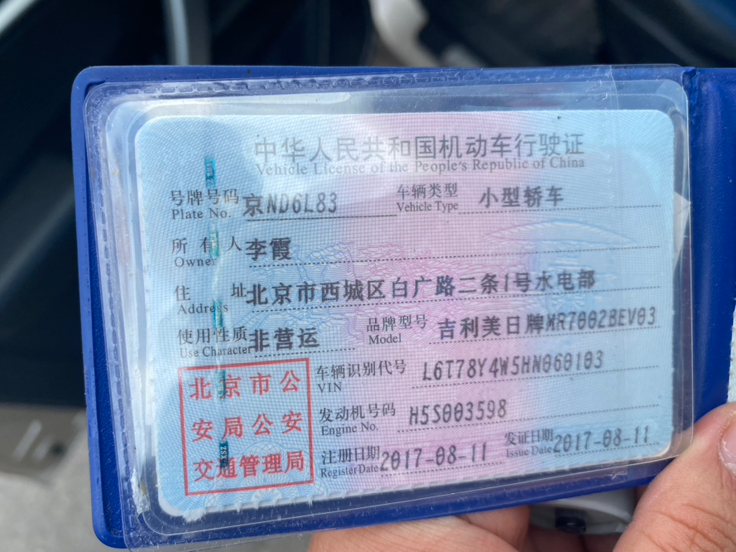 中华人民共和国机动车行驶证
Vehicle License of the People's Republic of China
号牌号码 京ND6L83 车辆类型 小型轿车
Plate No. Vehicle Type
所有人 李霞
Owner
住址 北京市西城区白广路二条1号水电部
Address
使用性质 非营运 品牌型号 吉利美日牌MR7002BEV03
Use Character Model
北京市公安局公安交通管理局
车辆识别代号 L6T78Y4W5HN060103
VIN
发动机号码 H5S003598
Engine No.
注册日期 2017-08-11 发证日期 2017-08-11
Register Date Issue Date